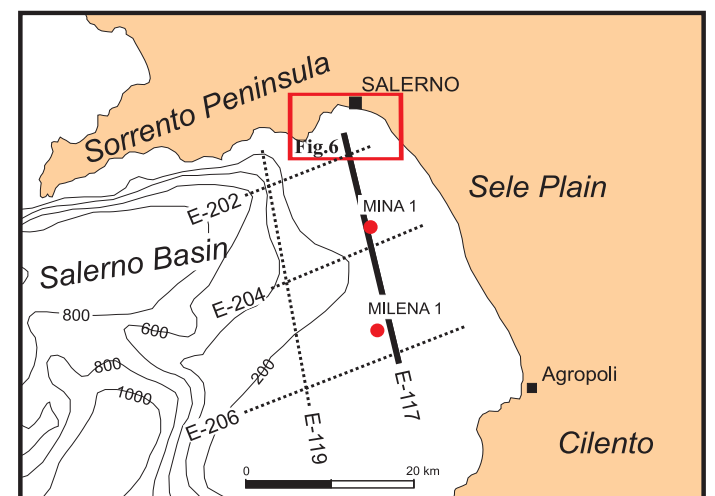 SALERNO
Sorrento Peninsula
Fig.6
Sele Plain
E-202
MINA 1
Salerno Basin
E-204
MILENA 1
800
600
800
200
1000
Agropoli
E-117
E-206
E-119
Cilento
0 20 km